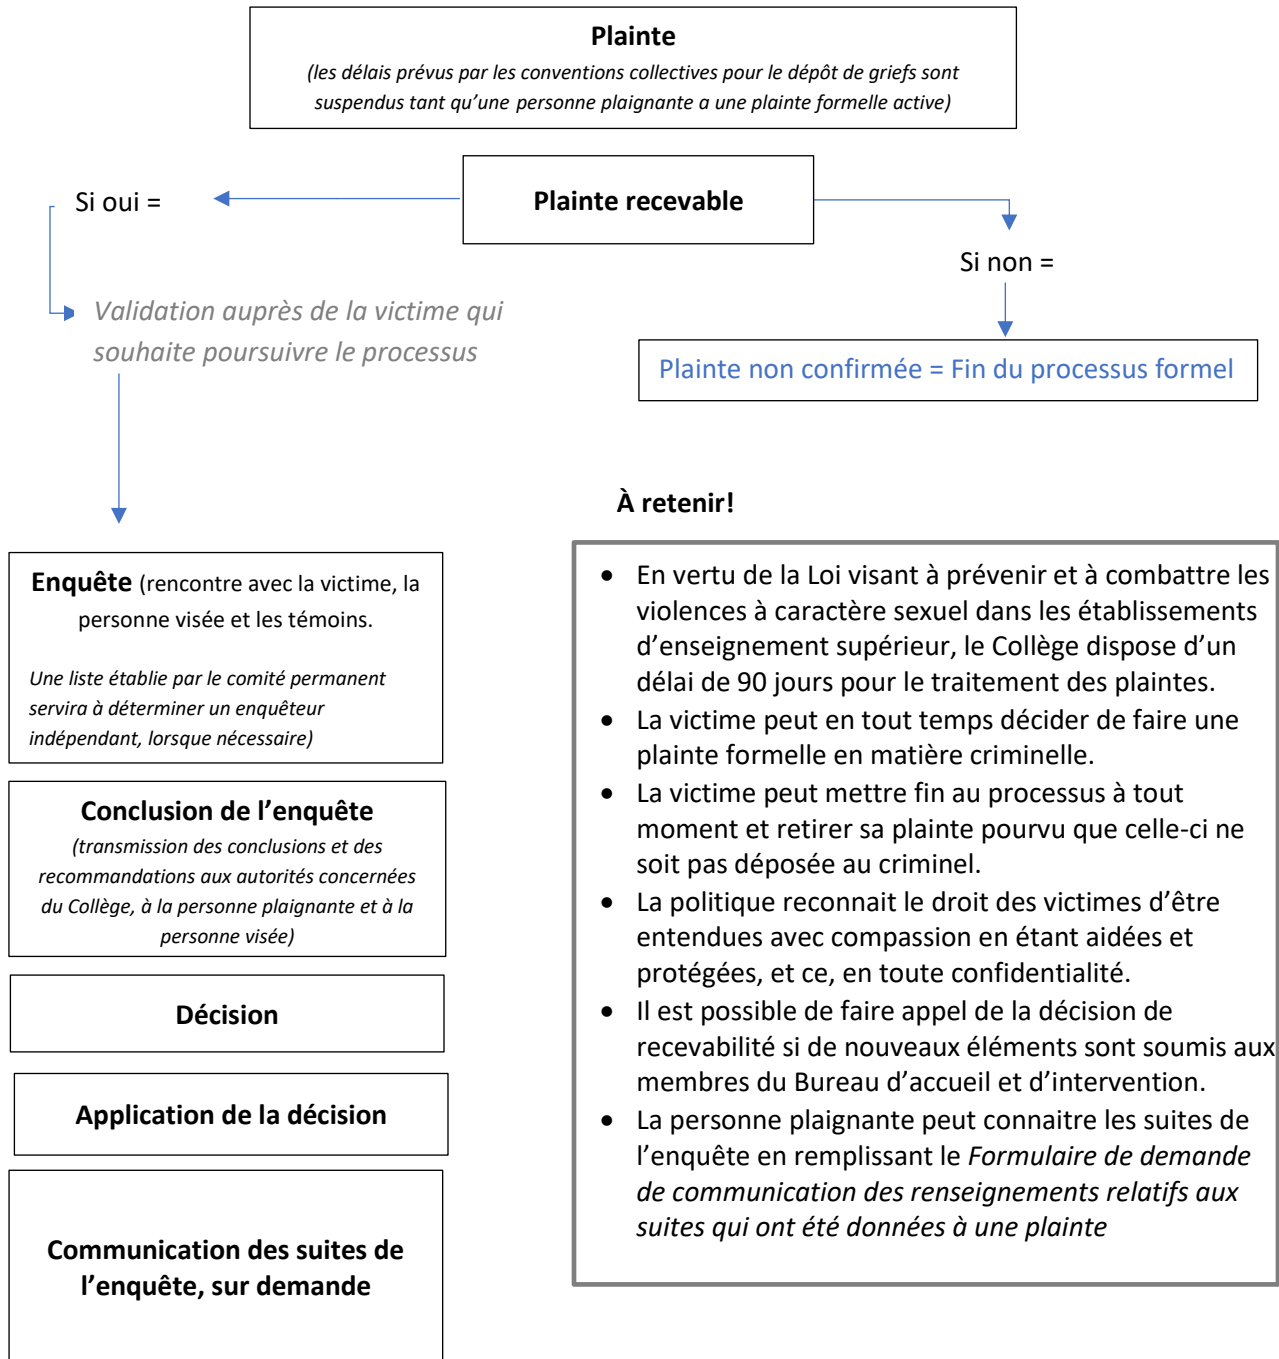 Plainte
(les délais prévus par les conventions collectives pour le dépôt de griefs sont
suspendus tant qu’une personne plaignante a une plainte formelle active)
Plainte recevable
Si oui =
Si non =
Validation auprès de la victime qui
souhaite poursuivre le processus
Plainte non confirmée = Fin du processus formel
Enquête (rencontre avec la victime, la
personne visée et les témoins.
Une liste établie par le comité permanent
servira à déterminer un enquêteur
indépendant, lorsque nécessaire)
Conclusion de l’enquête
(transmission des conclusions et des
recommandations aux autorités concernées
du Collège, à la personne plaignante et à la
personne visée)
Décision
Application de la décision
Communication des suites de
l’enquête, sur demande
À retenir!
• En vertu de la Loi visant à prévenir et à combattre les
violences à caractère sexuel dans les établissements
d’enseignement supérieur, le Collège dispose d’un
délai de 90 jours pour le traitement des plaintes.
• La victime peut en tout temps décider de faire une
plainte formelle en matière criminelle.
• La victime peut mettre fin au processus à tout
moment et retirer sa plainte pourvu que celle-ci ne
soit pas déposée au criminel.
• La politique reconnait le droit des victimes d’être
entendues avec compassion en étant aidées et
protégées, et ce, en toute confidentialité.
• Il est possible de faire appel de la décision de
recevabilité si de nouveaux éléments sont soumis aux
membres du Bureau d’accueil et d’intervention.
• La personne plaignante peut connaitre les suites de
l’enquête en remplissant le Formulaire de demande
de communication des renseignements relatifs aux
suites qui ont été données à une plainte